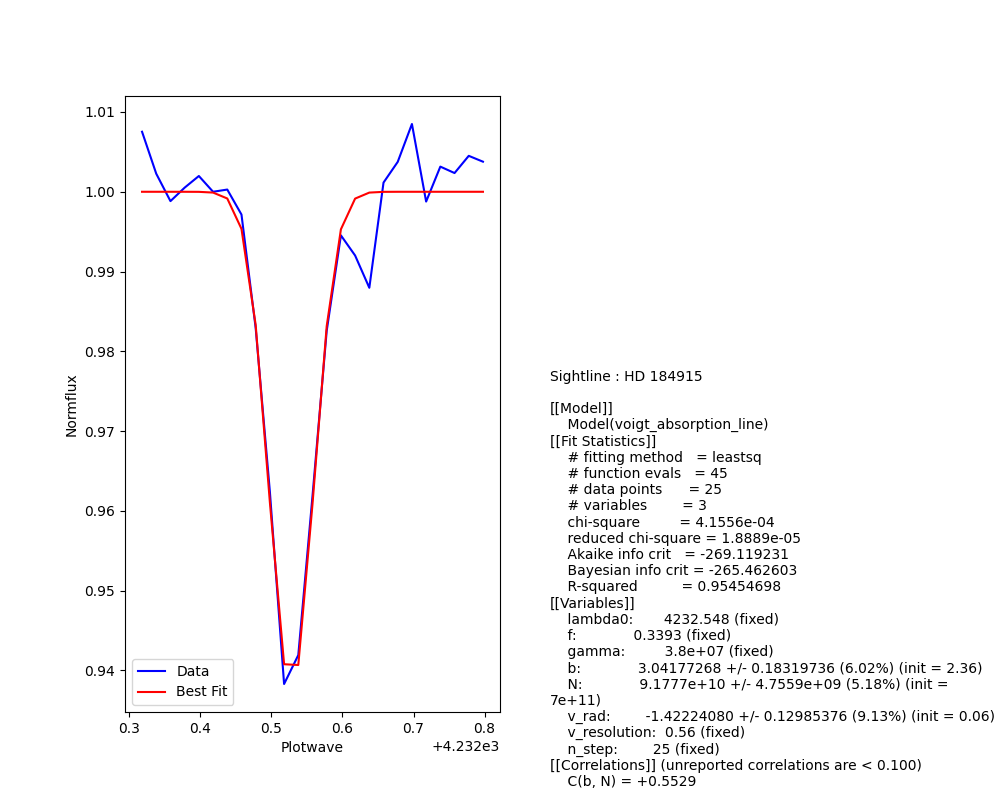 1.01
1.00
0.99
0.98
0.97
0.96
0.95
0.94
Normflux
Data
Best Fit
0.3 0.4 0.5 0.6 0.7 0.8
Plotwave
+4.232e3
Sightline : HD 184915
[[Model]]
Model(voigt_absorption_line)
[[Fit Statistics]]
# fitting method = leastsq
# function evals = 45
# data points = 25
# variables = 3
chi-square = 4.1556e-04
reduced chi-square = 1.8889e-05
Akaike info crit = -269.119231
Bayesian info crit = -265.462603
R-squared = 0.95454698
[[Variables]]
lambda0: 4232.548 (fixed)
f: 0.3393 (fixed)
gamma: 3.8e+07 (fixed)
b: 3.04177268 +/- 0.18319736 (6.02%) (init = 2.36)
N: 9.1777e+10 +/- 4.7559e+09 (5.18%) (init =
7e+11)
v_rad: -1.42224080 +/- 0.12985376 (9.13%) (init = 0.06)
v_resolution: 0.56 (fixed)
n_step: 25 (fixed)
[[Correlations]] (unreported correlations are < 0.100)
C(b, N) = +0.5529